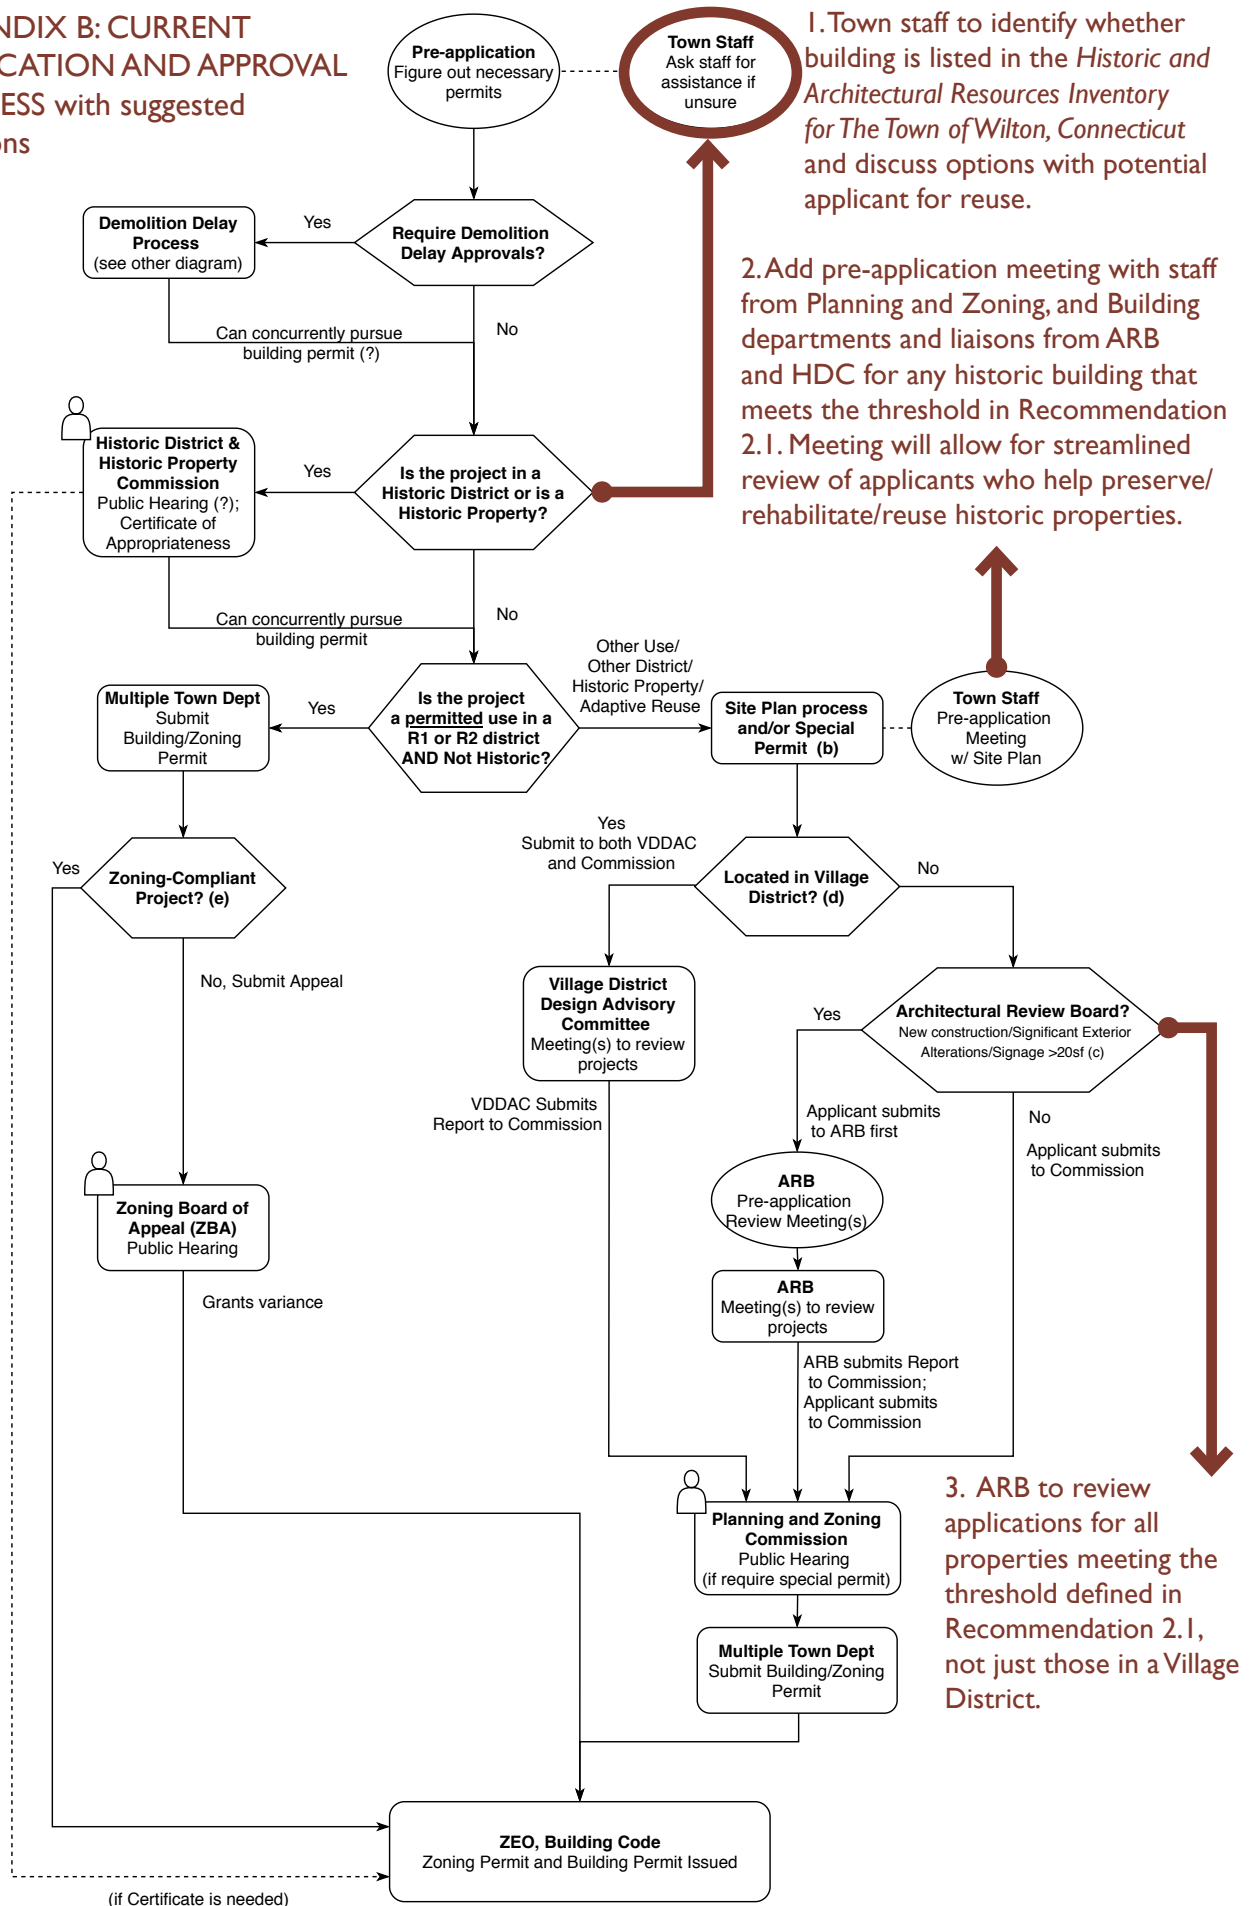 NDIX B: CURRENT
ICATION AND APPROVAL
ESS with suggested
ons
Pre-application
Figure out necessary
permits
Town Staff
Ask staff for
assistance if
unsure
1. Town staff to identify whether
building is listed in the Historic and
Architectural Resources Inventory
for The Town of Wilton, Connecticut
and discuss options with potential
applicant for reuse.
Demolition Delay
Process
(see other diagram)
Yes
Require Demolition
Delay Approvals?
No
Can concurrently pursue
building permit (?)
2. Add pre-application meeting with staff
from Planning and Zoning, and Building
departments and liaisons from ARB
and HDC for any historic building that
meets the threshold in Recommendation
2.1. Meeting will allow for streamlined
review of applicants who help preserve/
rehabilitate/reuse historic properties.
Historic District &
Historic Property
Commission
Public Hearing (?);
Certificate of
Appropriateness
Yes
Is the project in a
Historic District or is a
Historic Property?
No
Can concurrently pursue
building permit
Multiple Town Dept
Submit
Building/Zoning
Permit
Yes
Is the project
a permitted use in a
R1 or R2 district
AND Not Historic?
Other Use/
Other District/
Historic Property/
Adaptive Reuse
Site Plan process
and/or Special
Permit (b)
Town Staff
Pre-application
Meeting
w/ Site Plan
Yes
Zoning-Compliant
Project? (e)
No, Submit Appeal
Yes
Submit to both VDDAC
and Commission
Located in Village
District? (d)
No
Village District
Design Advisory
Committee
Meeting(s) to review
projects
VDDAC Submits
Report to Commission
Yes
Architectural Review Board?
New construction/Significant Exterior
Alterations/Signage >20sf (c)
Applicant submits
to ARB first
No
Applicant submits
to Commission
ARB
Pre-application
Review Meeting(s)
ARB
Meeting(s) to review
projects
ARB submits Report
to Commission;
Applicant submits
to Commission
Zoning Board of
Appeal (ZBA)
Public Hearing
Grants variance
Planning and Zoning
Commission
Public Hearing
(if require special permit)
3. ARB to review
applications for all
properties meeting the
threshold defined in
Recommendation 2.1,
not just those in a Village
District.
Multiple Town Dept
Submit Building/Zoning
Permit
ZEO, Building Code
Zoning Permit and Building Permit Issued
(if Certificate is needed)